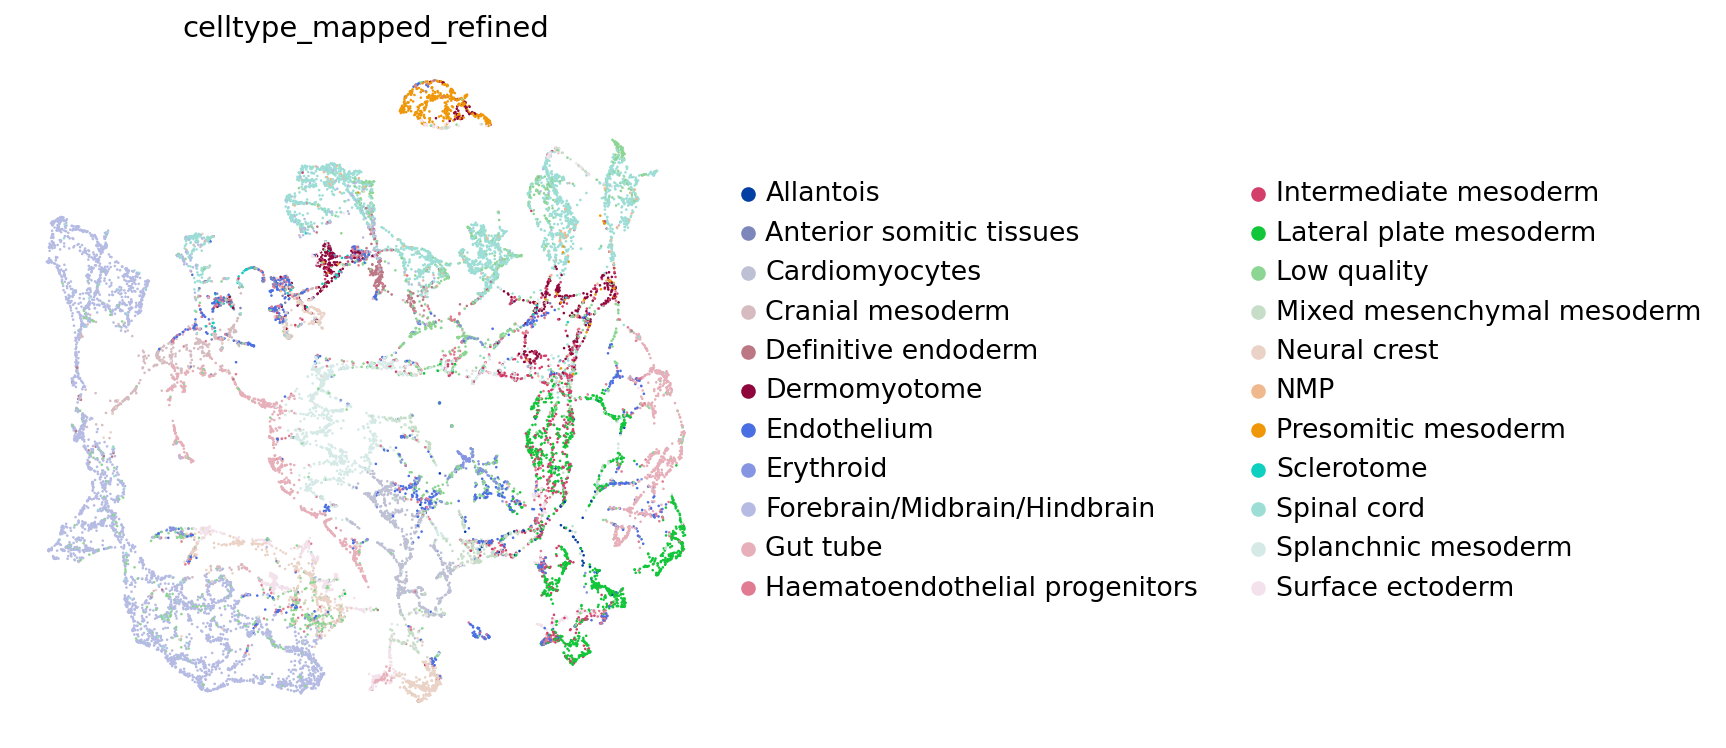 celltype_mapped_refined
Allantois
Anterior somitic tissues
Cardiomyocytes
Cranial mesoderm
Definitive endoderm
Dermomyotome
Endothelium
Erythroid
Forebrain/Midbrain/Hindbrain
Gut tube
Haematoendothelial progenitors
Intermediate mesoderm
Lateral plate mesoderm
Low quality
Mixed mesenchymal mesoderm
Neural crest
NMP
Presomitic mesoderm
Sclerotome
Spinal cord
Splanchnic mesoderm
Surface ectoderm